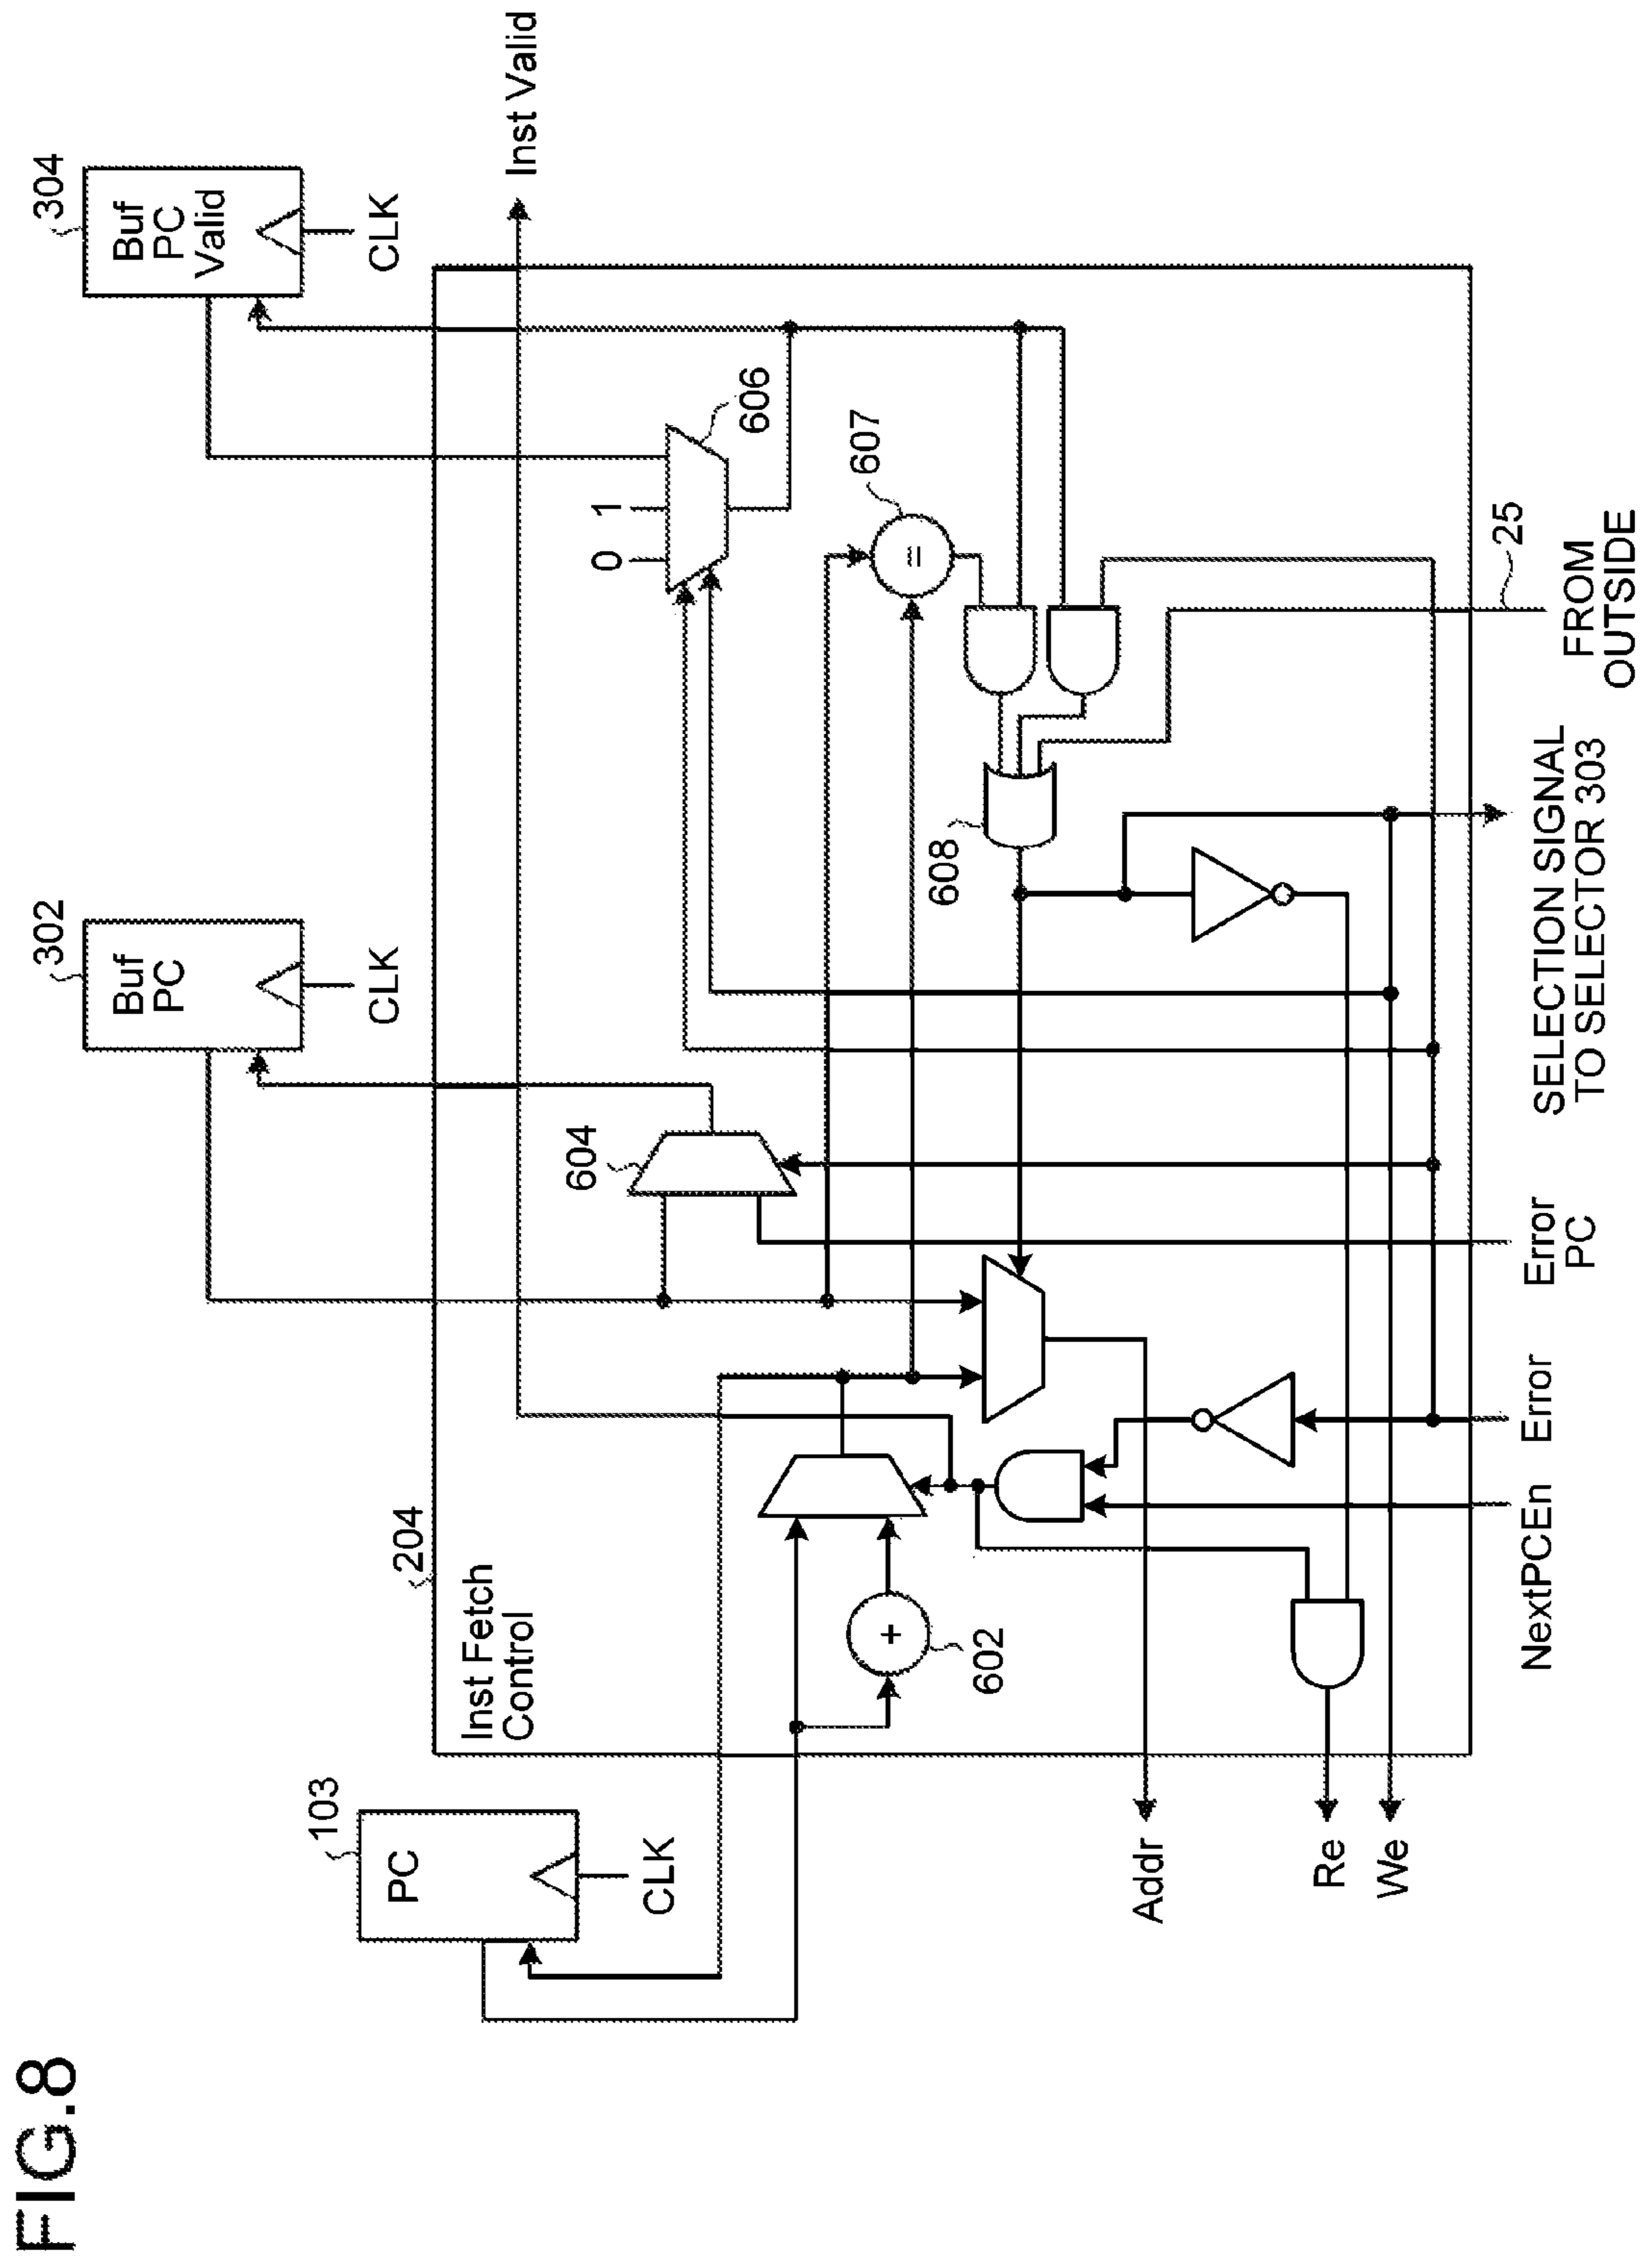 FIG.8
103
PC
CLK
302
Buf
PC
CLK
304
Buf
PC
Valid
CLK
204
Inst Fetch
Control
Inst Valid
602
+
604
606
0
1
607
=
608
Addr
Re
We
NextPCEn
Error
Error
PC
SELECTION SIGNAL
TO SELECTOR 303
FROM
OUTSIDE
25